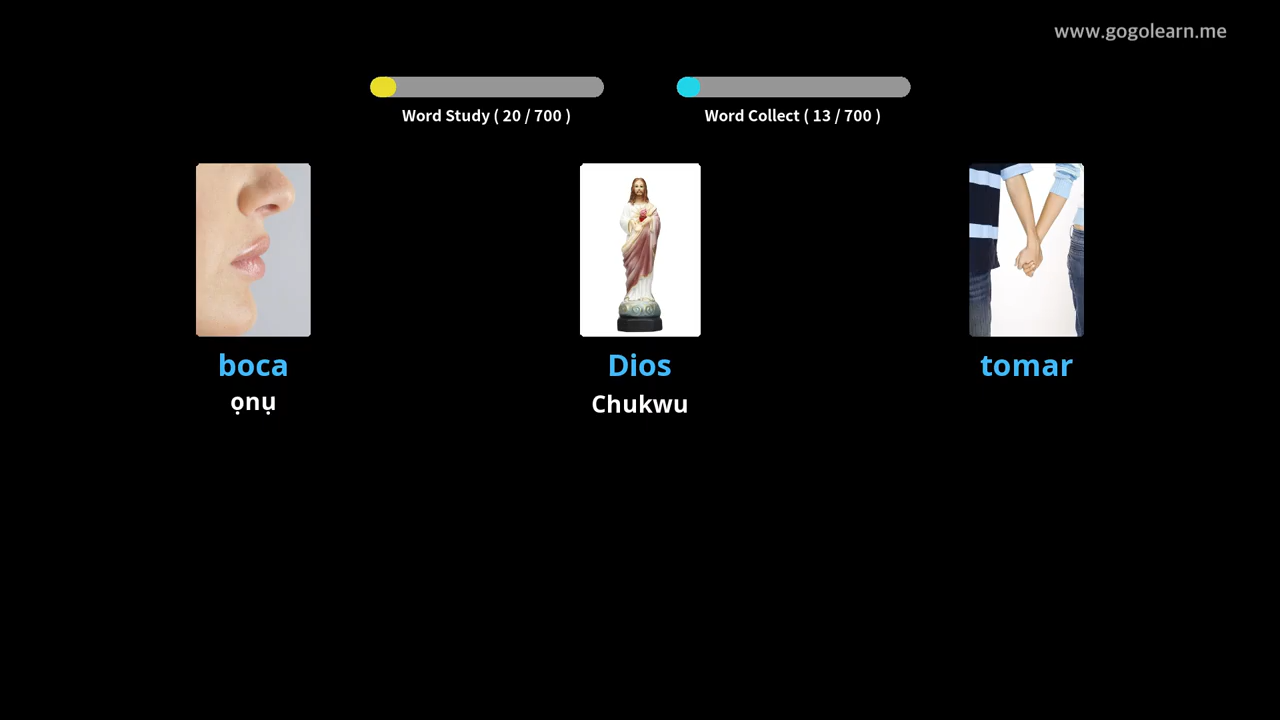 www.gogolearn.me
Word Study ( 20 / 700 )
Word Collect ( 13 / 700 )
boca
ọnụ
Dios
Chukwu
tomar